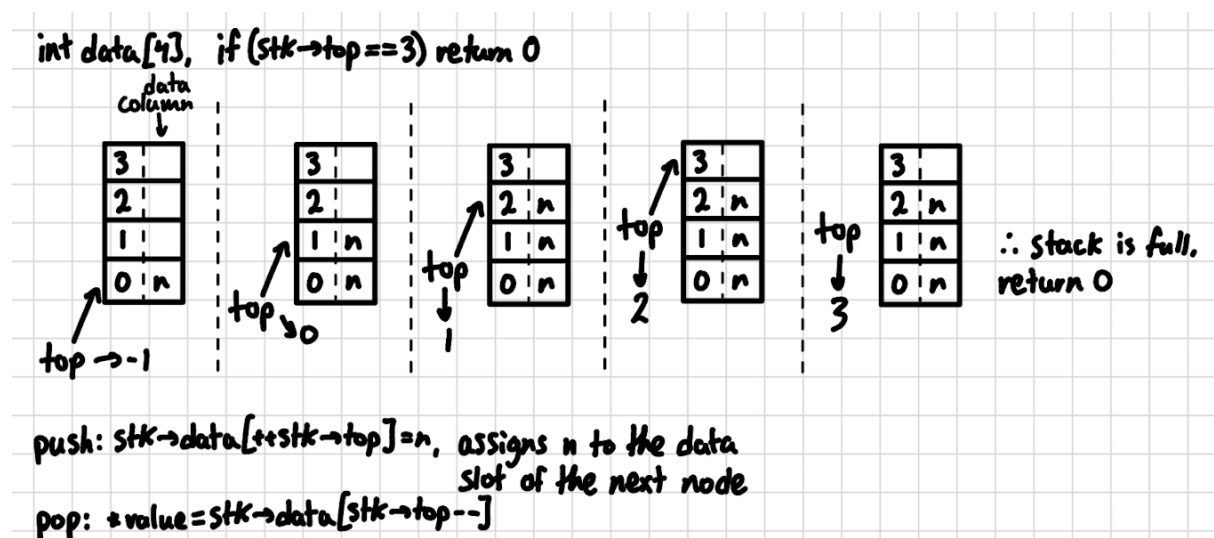 int data[4], if (stk→top==3) return 0
data
column
3
2
1
0 n
top → -1
3
2
1 n
0 n
top ↘ 0
3
2 n
1 n
0 n
top
↓
1
3
2 n
1 n
0 n
top
↓
2
3
2 n
1 n
0 n
top
↓
3
∴ stack is full,
return 0
push: stk→data[++stk→top]=n, assigns n to the data
slot of the next node
pop: *value=stk→data[stk→top--]